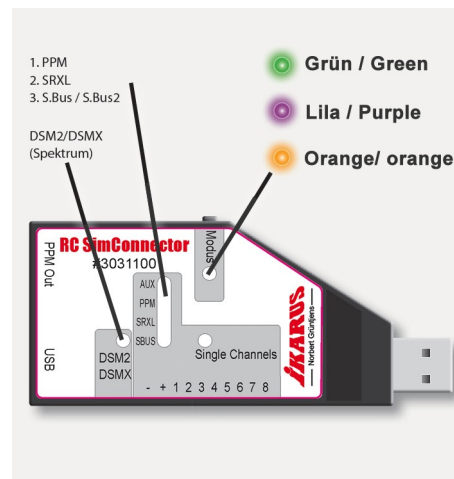 1. PPM
2. SRXL
3. S.Bus / S.Bus2
DSM2/DSMX
(Spektrum)
Grün / Green
Lila / Purple
Orange/ orange
RC SimConnector
#3031100
PPM Out
USB
Modus
AUX
PPM
SRXL
SBUS
DSM2
DSMX
Single Channels
- + 1 2 3 4 5 6 7 8
IKARUS
Norbert Grüntjens